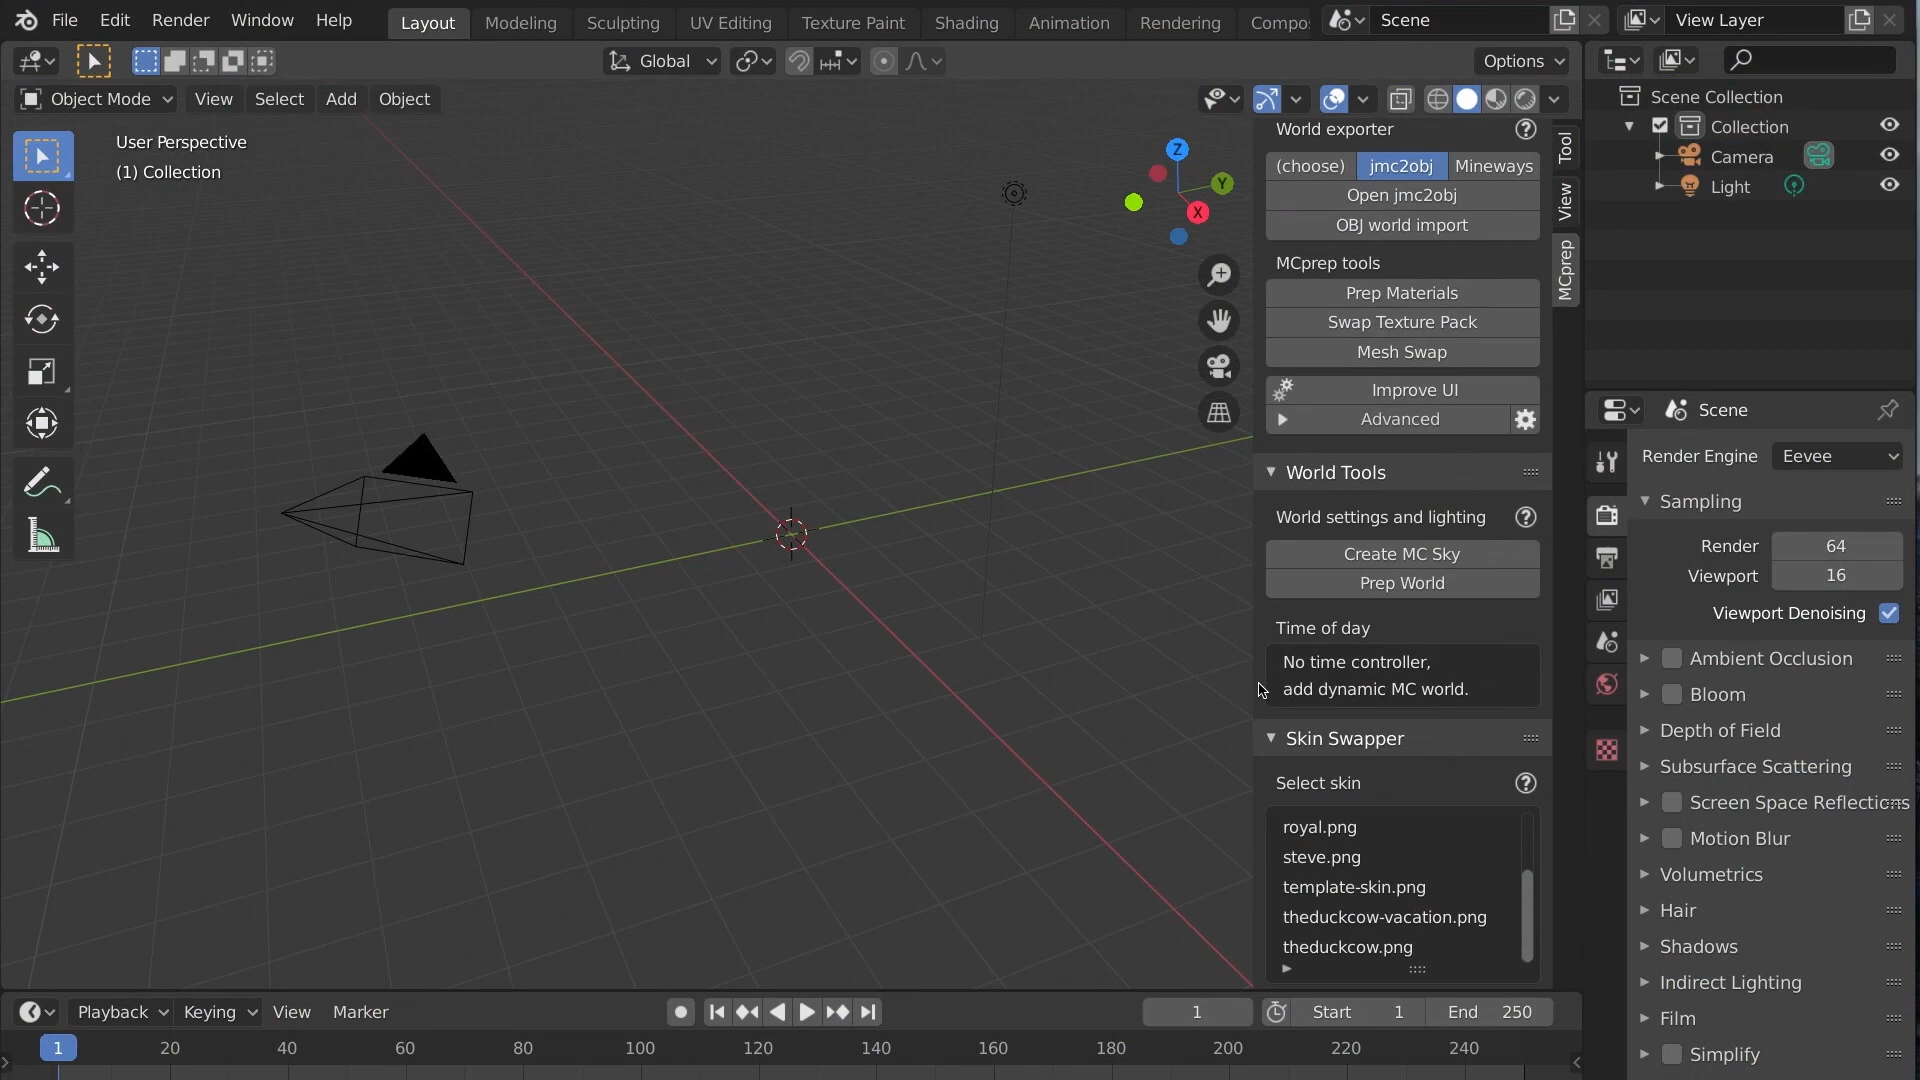 File Edit Render Window Help Layout Modeling Sculpting UV Editing Texture Paint Shading Animation Rendering Compo Scene View Layer
Global Options
Object Mode View Select Add Object
User Perspective
(1) Collection
Z
Y
X
World exporter ?
(choose) jmc2obj Mineways
Open jmc2obj
OBJ world import
MCprep tools
Prep Materials
Swap Texture Pack
Mesh Swap
Improve UI
Advanced
World Tools
World settings and lighting ?
Create MC Sky
Prep World
Time of day
No time controller,
add dynamic MC world.
Skin Swapper
Select skin ?
royal.png
steve.png
template-skin.png
theduckcow-vacation.png
theduckcow.png
Tool
View
MCprep
Scene Collection
Collection
Camera
Light
Scene
Render Engine Eevee
Sampling
Render 64
Viewport 16
Viewport Denoising
Ambient Occlusion
Bloom
Depth of Field
Subsurface Scattering
Screen Space Reflections
Motion Blur
Volumetrics
Hair
Shadows
Indirect Lighting
Film
Simplify
Playback Keying View Marker 1 Start 1 End 250
1 20 40 60 80 100 120 140 160 180 200 220 240